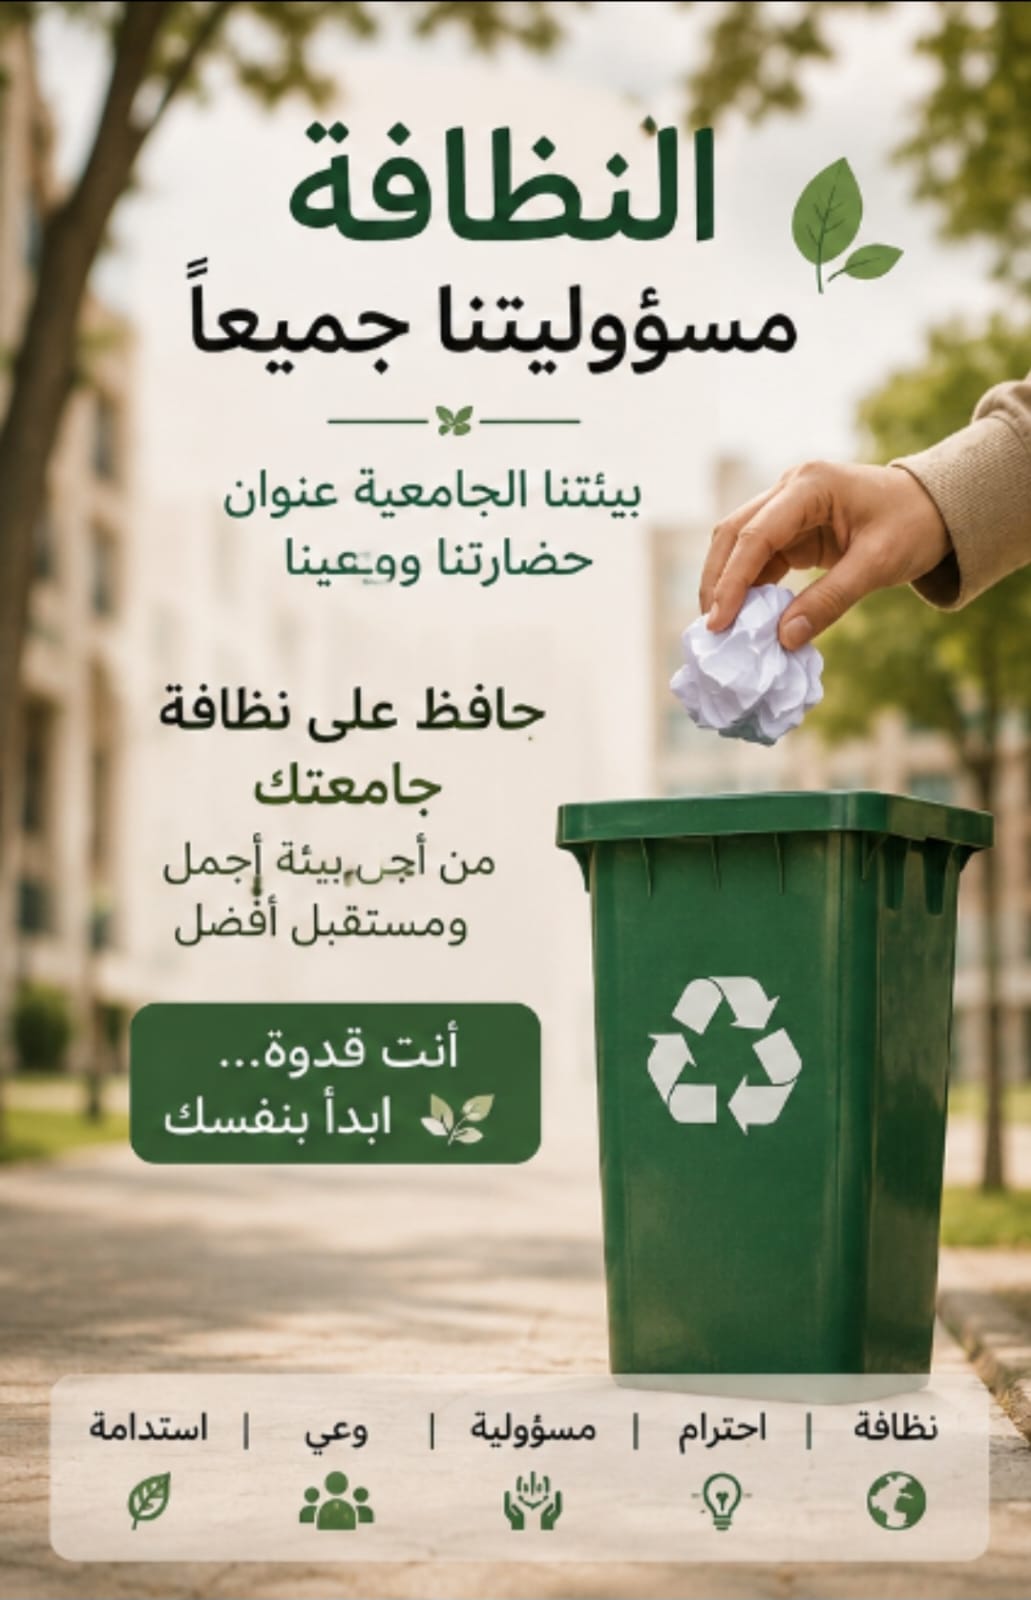 النظافة
مسؤوليتنا جميعاً
بيئتنا الجامعية عنوان
حضارتنا ووعينا
حافظ على نظافة
جامعتك
من أجل بيئة أجمل
ومستقبل أفضل
أنت قدوة...
ابدأ بنفسك
نظافة | احترام | مسؤولية | وعي | استدامة